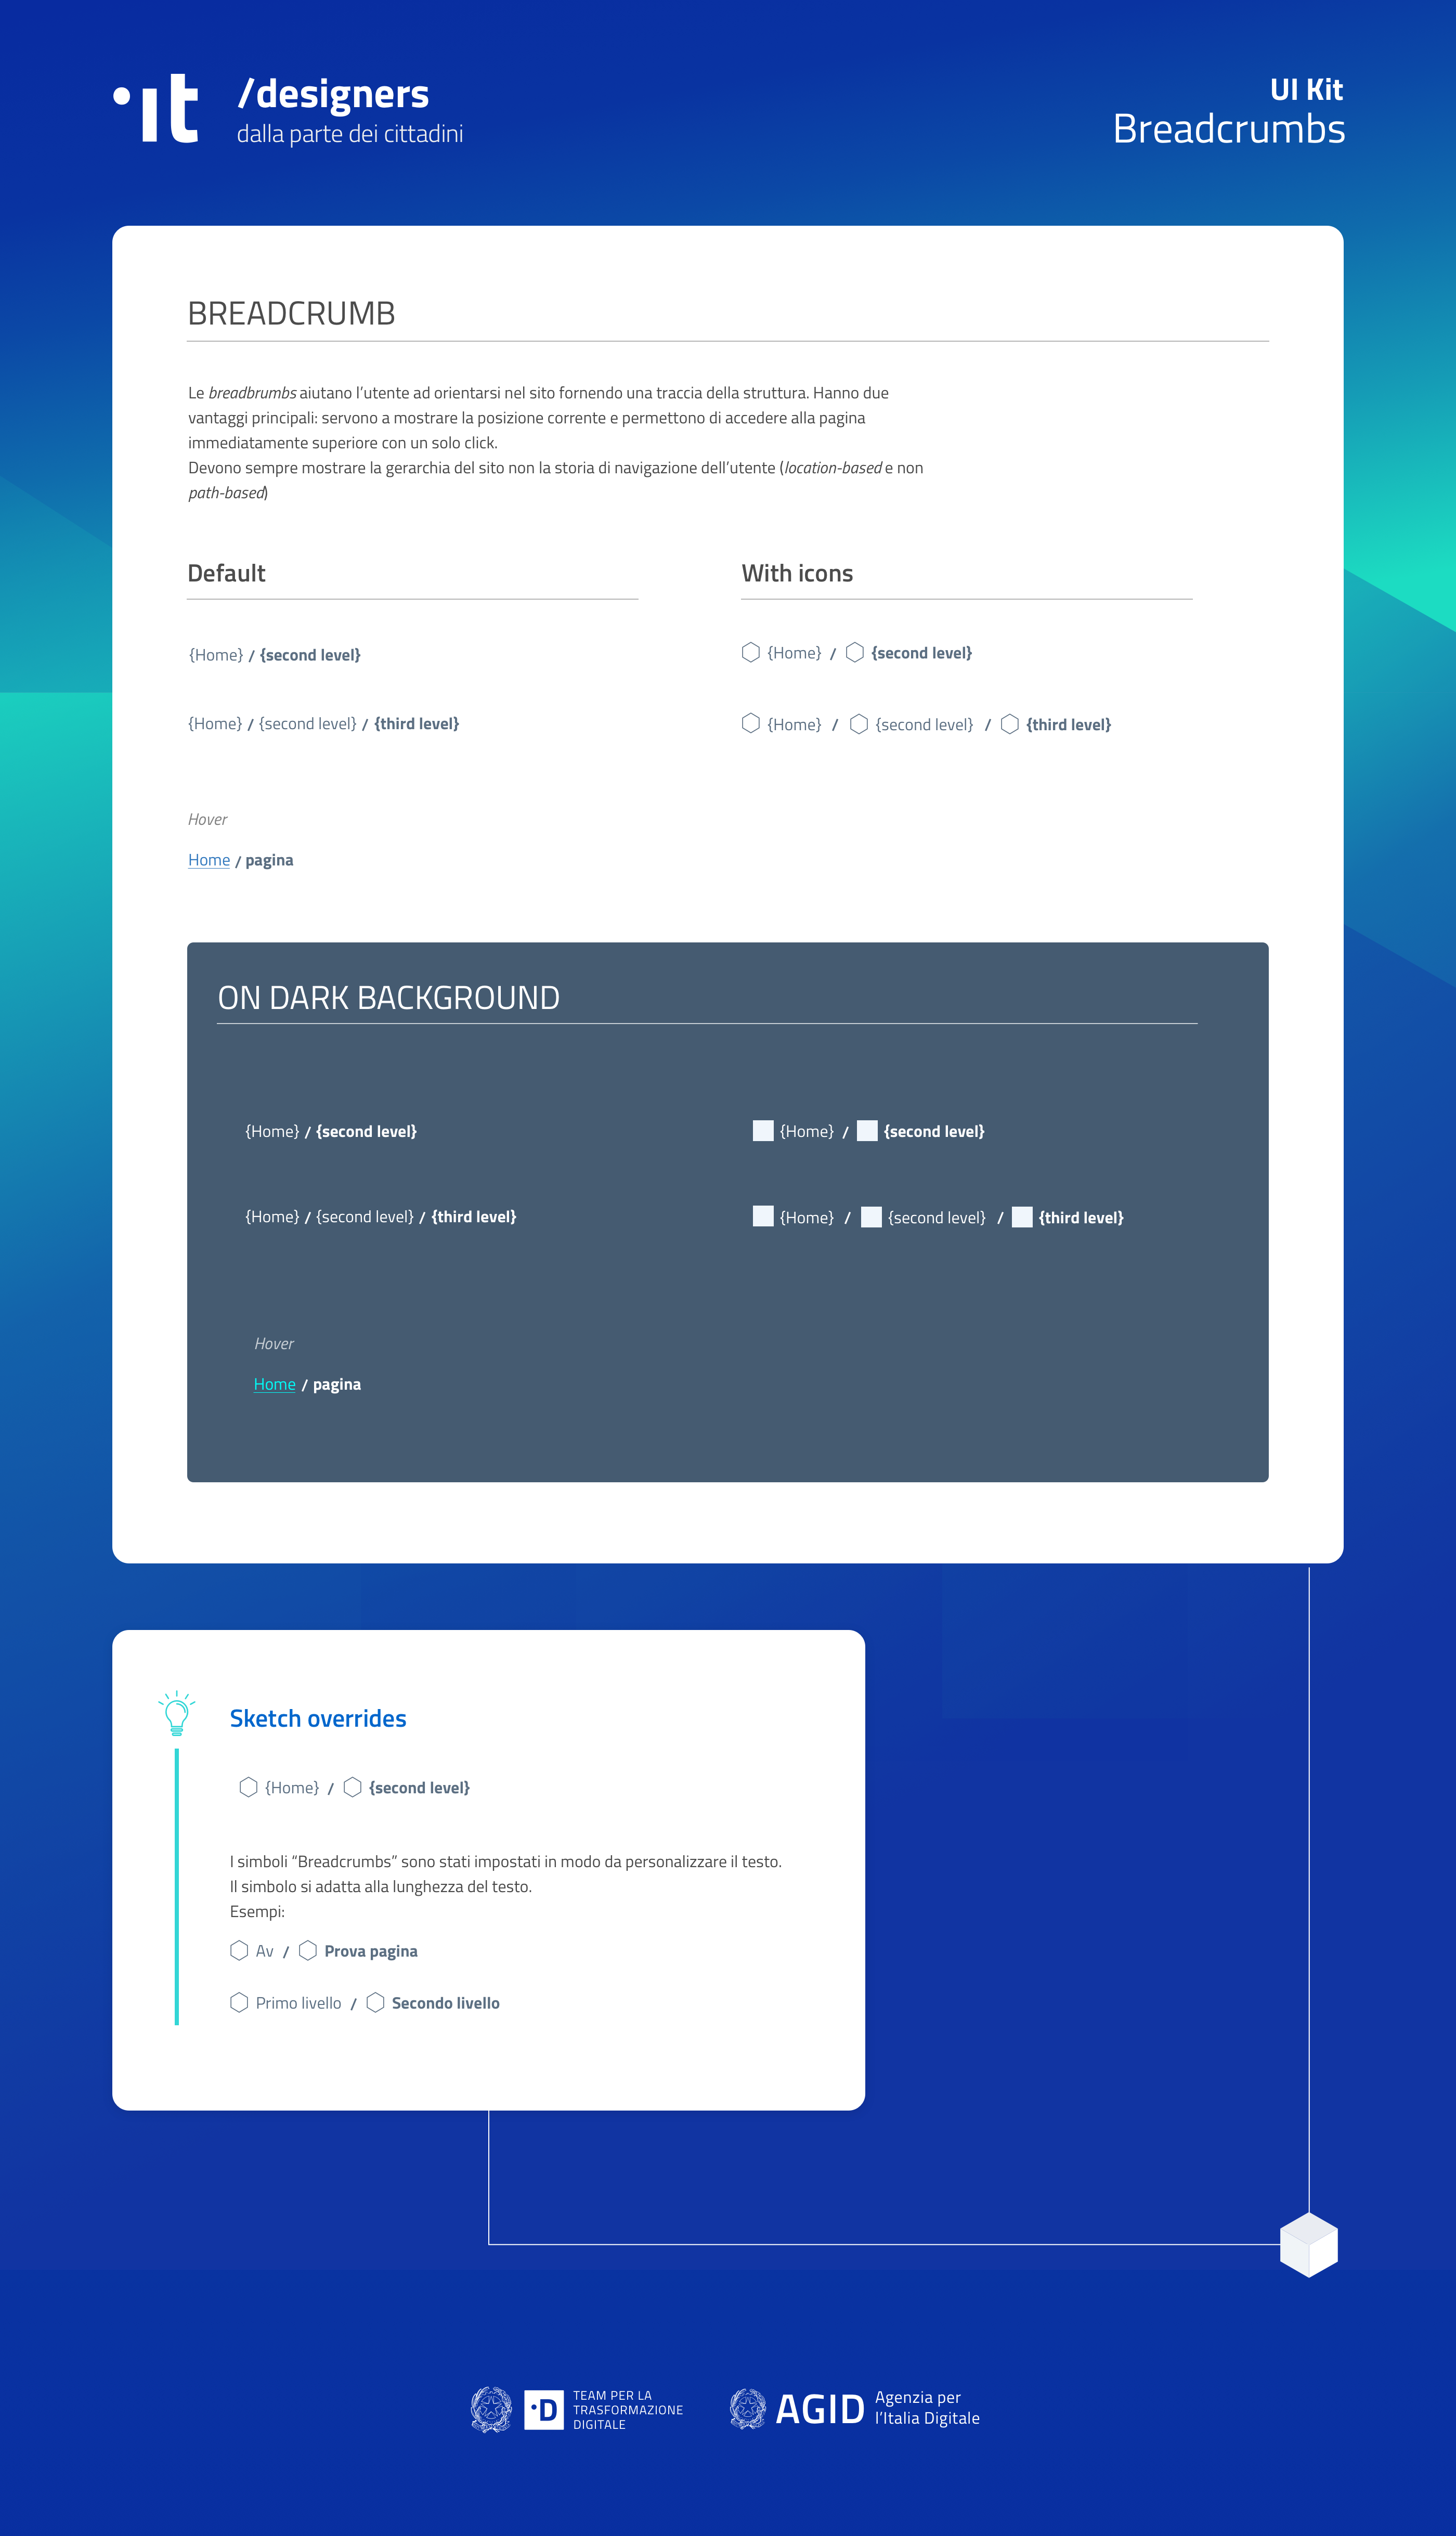 it
/designers
dalla parte dei cittadini
UI Kit
Breadcrumbs
BREADCRUMB
Le breadbrumbs aiutano l’utente ad orientarsi nel sito fornendo una traccia della struttura. Hanno due
vantaggi principali: servono a mostrare la posizione corrente e permettono di accedere alla pagina
immediatamente superiore con un solo click.
Devono sempre mostrare la gerarchia del sito non la storia di navigazione dell’utente (location-based e non
path-based)
Default
{Home} / {second level}
{Home} / {second level} / {third level}
Hover
Home / pagina
With icons
{Home} / {second level}
{Home} / {second level} / {third level}
ON DARK BACKGROUND
{Home} / {second level}
{Home} / {second level} / {third level}
{Home} / {second level}
{Home} / {second level} / {third level}
Hover
Home / pagina
Sketch overrides
{Home} / {second level}
I simboli “Breadcrumbs” sono stati impostati in modo da personalizzare il testo.
Il simbolo si adatta alla lunghezza del testo.
Esempi:
Av / Prova pagina
Primo livello / Secondo livello
D
TEAM PER LA
TRASFORMAZIONE
DIGITALE
AGID
Agenzia per
l’Italia Digitale